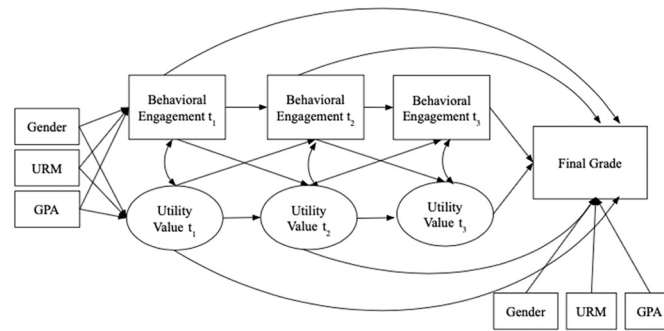 Behavioral
Engagement t1
Behavioral
Engagement t2
Behavioral
Engagement t3
Gender
URM
GPA
Final Grade
Utility
Value t1
Utility
Value t2
Utility
Value t3
Gender
URM
GPA